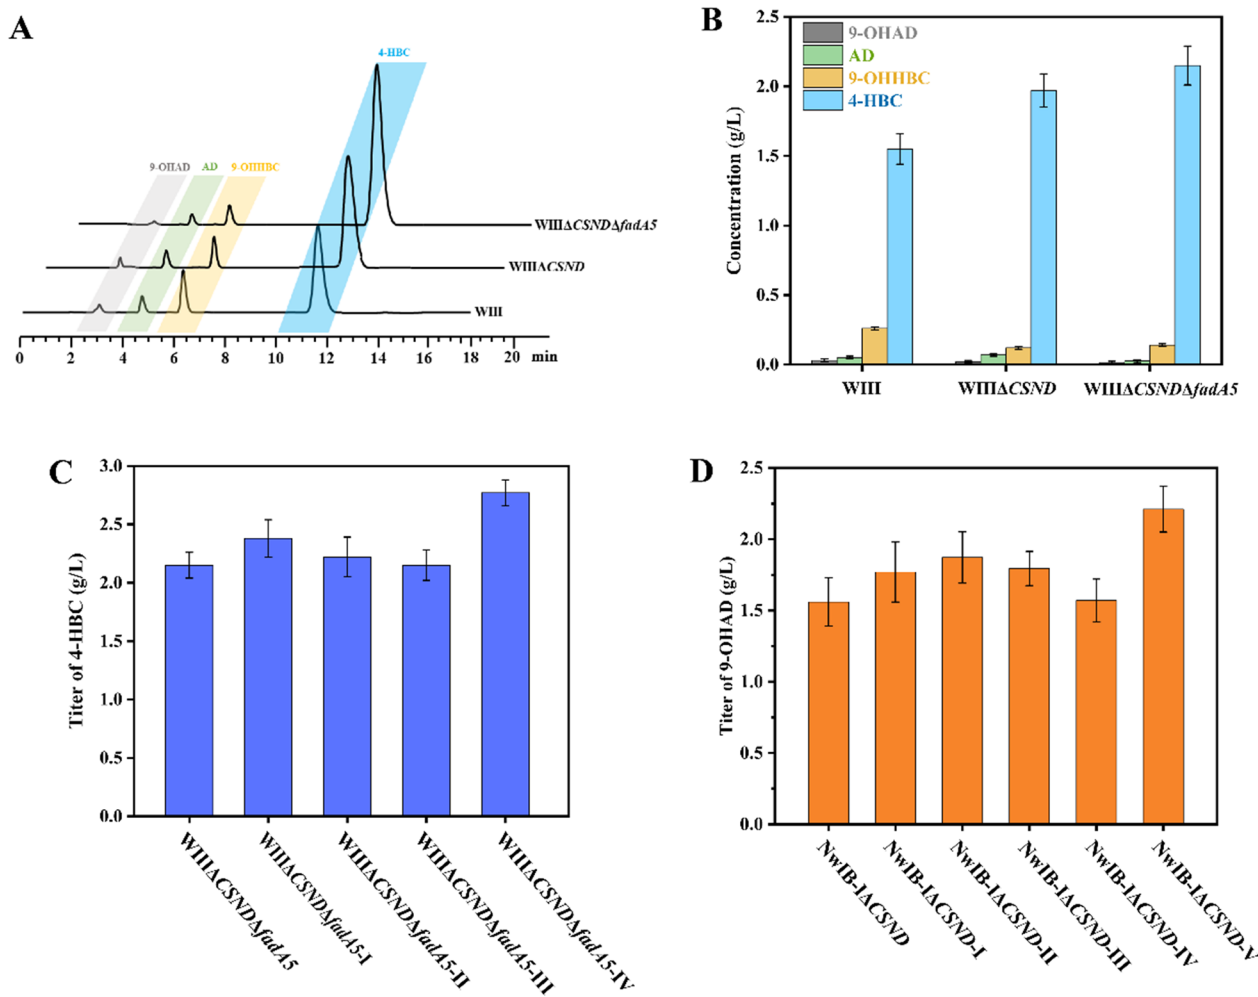 A
4-HBC
9-OHAD AD 9-OHHBC
WIIIΔCSNDΔfadA5
WIIIΔCSND
WIII
0 2 4 6 8 10 12 14 16 18 20 min
B
9-OHAD
AD
9-OHHBC
4-HBC
Concentration (g/L)
2.5
2.0
1.5
1.0
0.5
0.0
WIII WIIIΔCSND WIIIΔCSNDΔfadA5
C
Titer of 4-HBC (g/L)
3.0
2.5
2.0
1.5
1.0
0.5
0.0
WIIIΔCSNDΔfadA5
WIIIΔCSNDΔfadA5-I
WIIIΔCSNDΔfadA5-II
WIIIΔCSNDΔfadA5-III
WIIIΔCSNDΔfadA5-IV
D
Titer of 9-OHAD (g/L)
2.5
2.0
1.5
1.0
0.5
0.0
NwIB-IΔCSND
NwIB-IΔCSND-I
NwIB-IΔCSND-II
NwIB-IΔCSND-III
NwIB-IΔCSND-IV
NwIB-IΔCSND-V